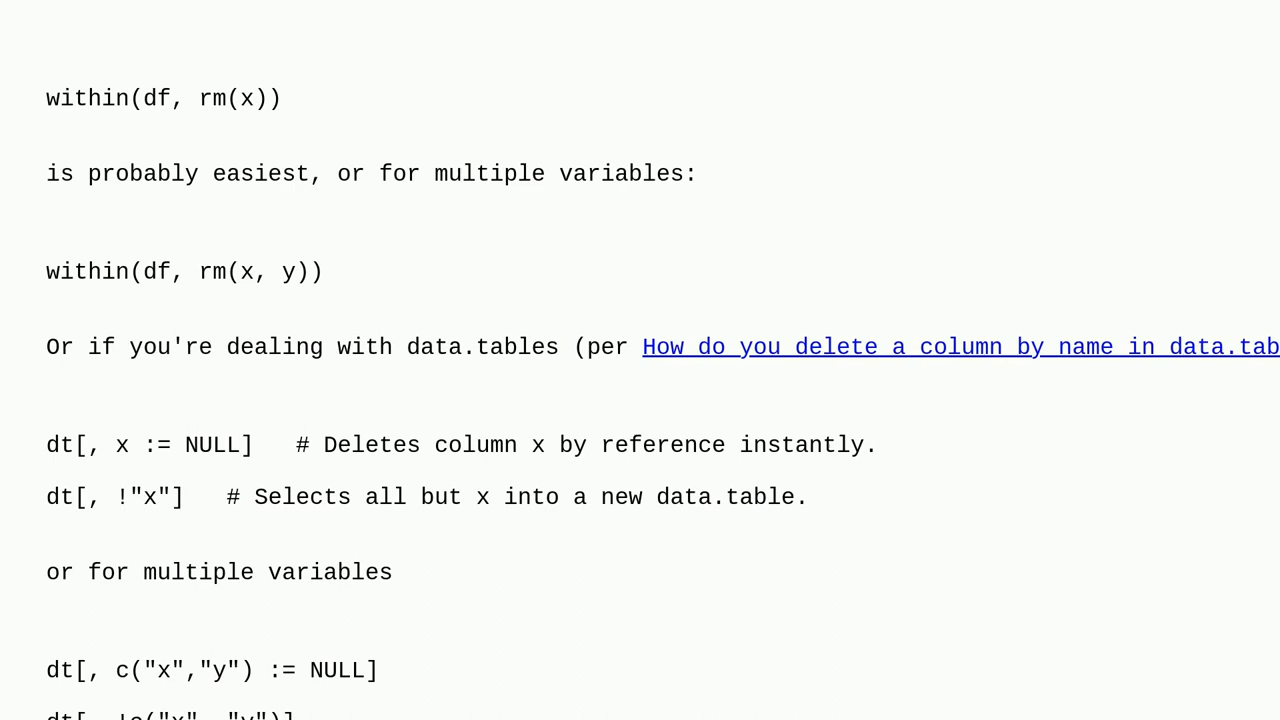 within(df, rm(x))
is probably easiest, or for multiple variables:
within(df, rm(x, y))
Or if you're dealing with data.tables (per How do you delete a column by name in data.tab
dt[, x := NULL]   # Deletes column x by reference instantly.
dt[, !"x"]   # Selects all but x into a new data.table.
or for multiple variables
dt[, c("x","y") := NULL]
dt[, !c("x", "y")]